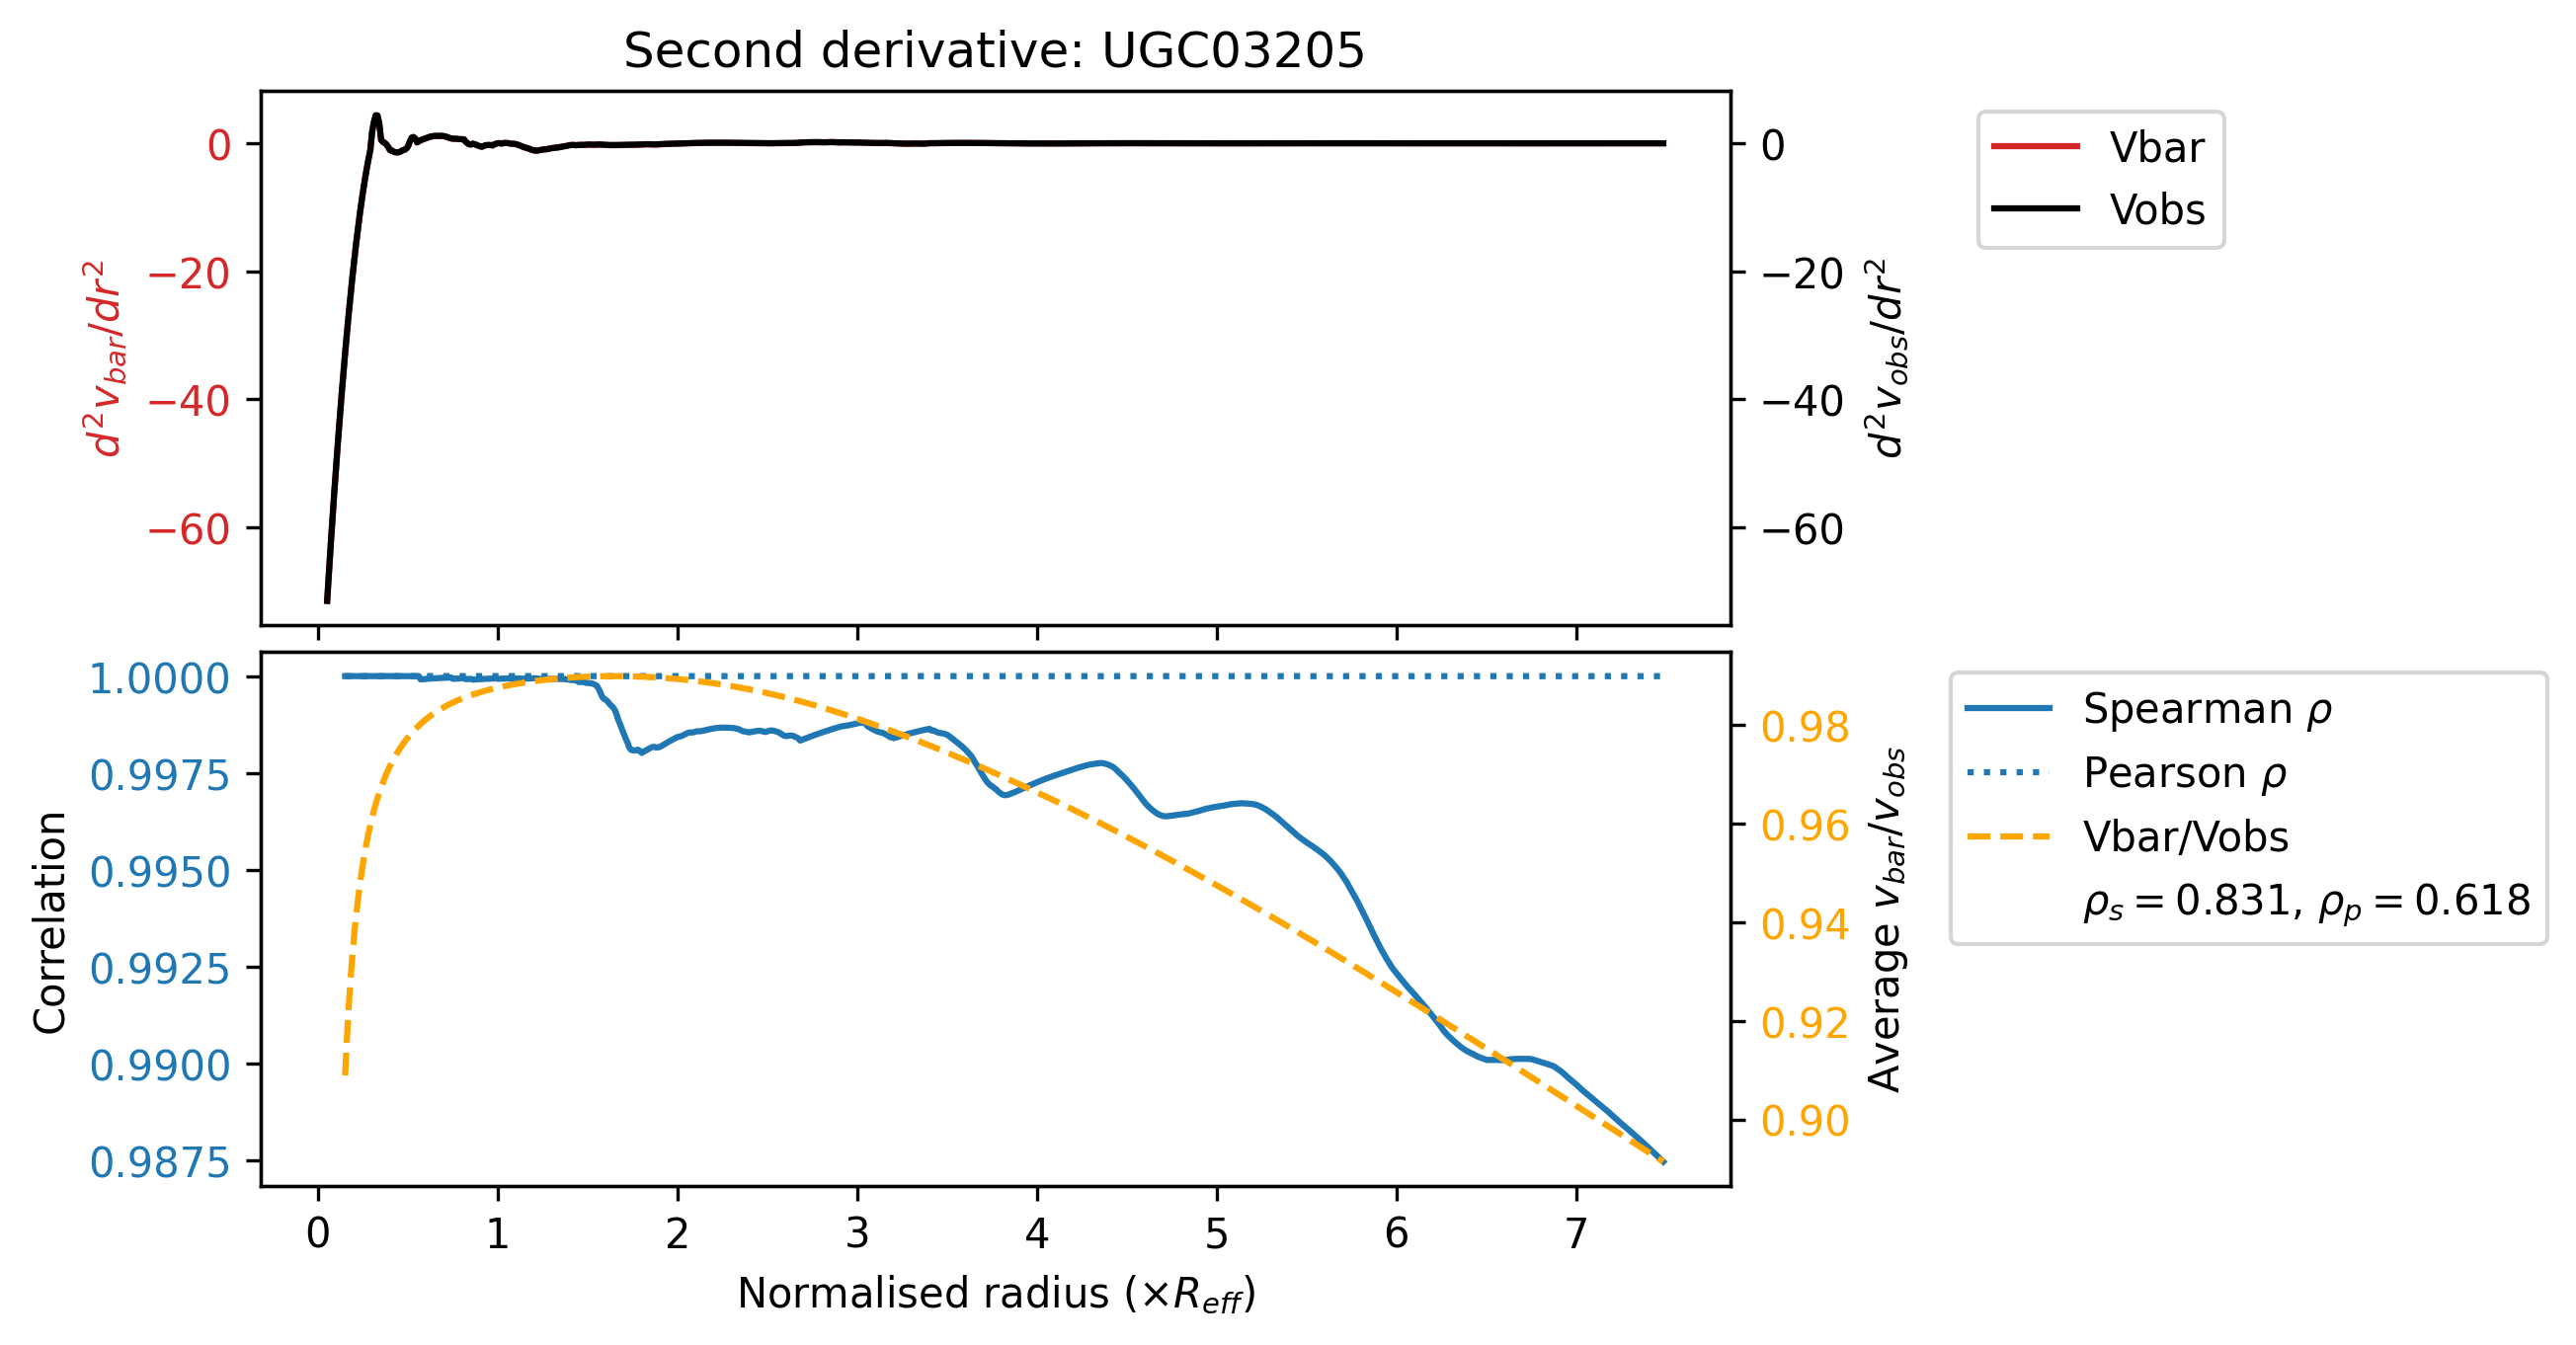 Second derivative: UGC03205
0
−20
−40
−60
d²v_bar/dr²
0
−20
−40
−60
d²v_obs/dr²
Vbar
Vobs
1.0000
0.9975
0.9950
0.9925
0.9900
0.9875
Correlation
0.98
0.96
0.94
0.92
0.90
Average v_bar/v_obs
Spearman ρ
Pearson ρ
Vbar/Vobs
ρ_s = 0.831, ρ_p = 0.618
0 1 2 3 4 5 6 7
Normalised radius (×R_eff)